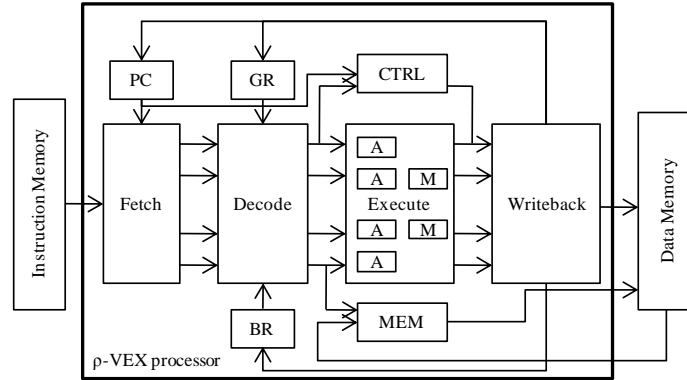 PC
GR
CTRL
Instruction Memory
Fetch
Decode
A
A
M
Execute
A
M
A
Writeback
Data Memory
BR
MEM
ρ-VEX processor